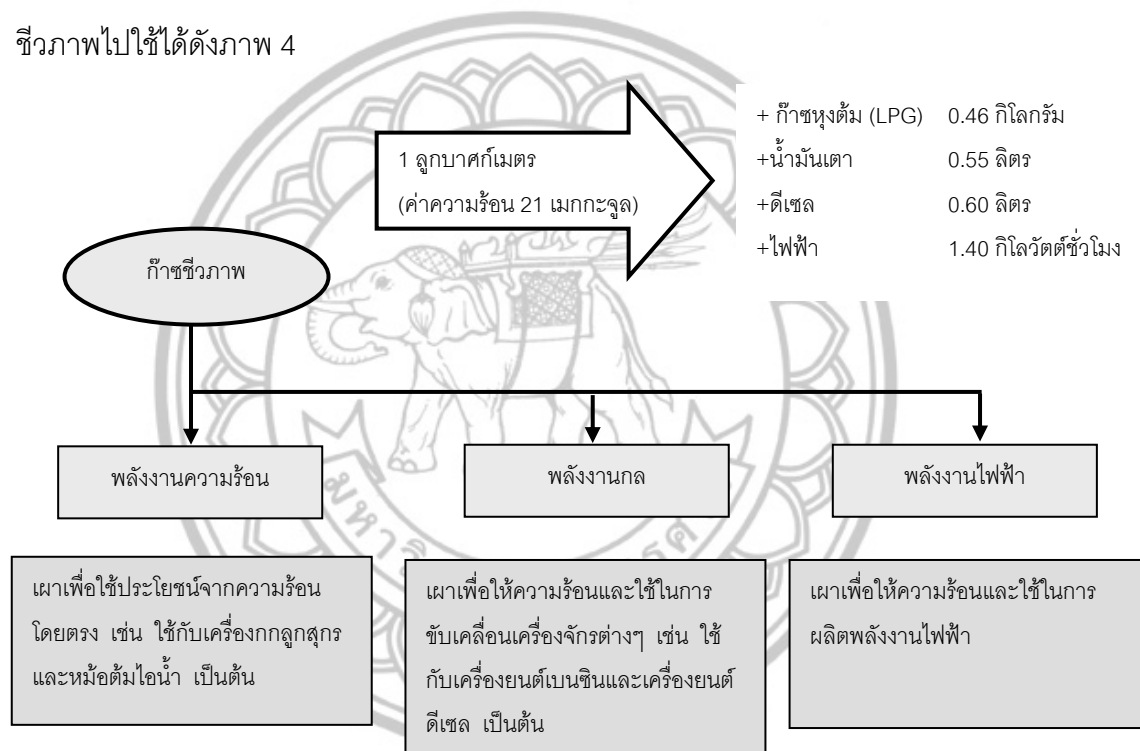 ชีวภาพไปใช้ได้ดังภาพ 4
1 ลูกบาศก์เมตร
(ค่าความร้อน 21 เมกกะจูล)
+ ก๊าซหุงต้ม (LPG) 0.46 กิโลกรัม
+น้ำมันเตา 0.55 ลิตร
+ดีเซล 0.60 ลิตร
+ไฟฟ้า 1.40 กิโลวัตต์ชั่วโมง
ก๊าซชีวภาพ
พลังงานความร้อน
พลังงานกล
พลังงานไฟฟ้า
เผาเพื่อใช้ประโยชน์จากความร้อน
โดยตรง เช่น ใช้กับเครื่องกกลูกสุกร
และหม้อต้มไอน้ำ เป็นต้น
เผาเพื่อให้ความร้อนและใช้ในการ
ขับเคลื่อนเครื่องจักรต่างๆ เช่น ใช้
กับเครื่องยนต์เบนซินและเครื่องยนต์
ดีเซล เป็นต้น
เผาเพื่อให้ความร้อนและใช้ในการ
ผลิตพลังงานไฟฟ้า